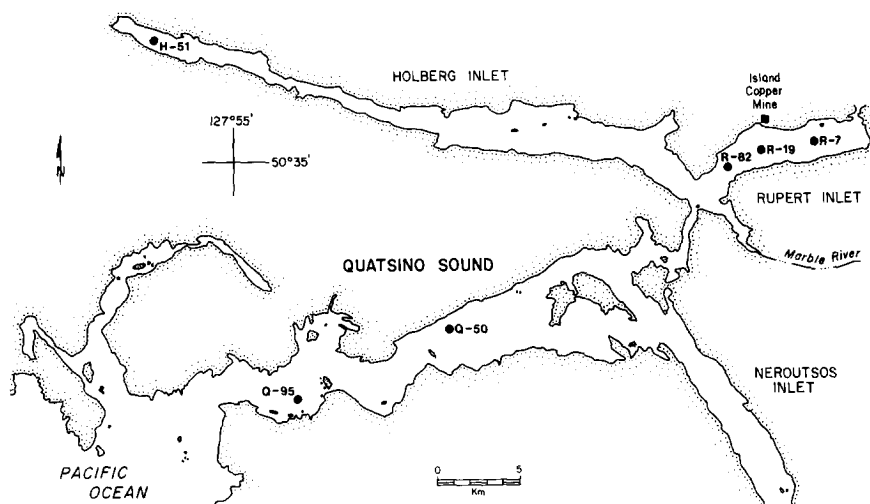 H-51
HOLBERG INLET
Island
Copper
Mine
127°55'
50°35'
N
R-82
R-19
R-7
RUPERT INLET
Marble River
QUATSINO SOUND
Q-50
Q-95
NEROUTSOS
INLET
PACIFIC
OCEAN
0 5
Km